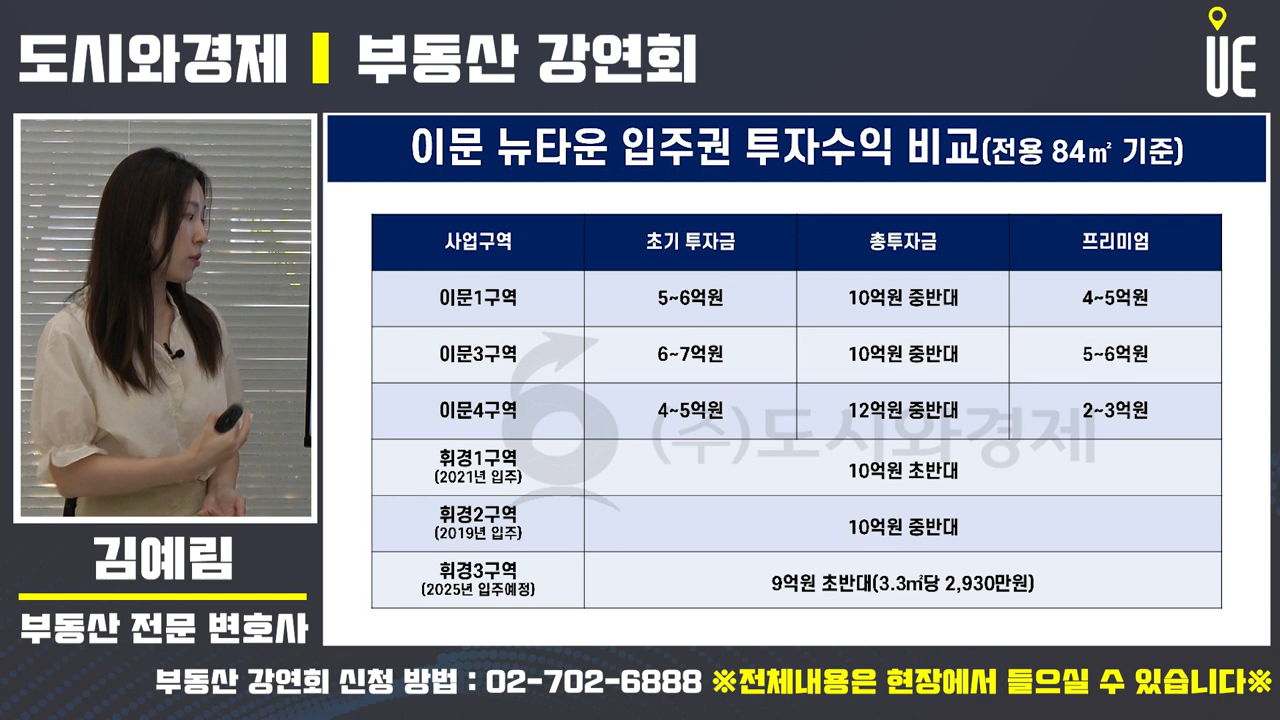 도시와경제 부동산 강연회
UE
이문 뉴타운 입주권 투자수익 비교(전용 84㎡ 기준)
사업구역 초기 투자금 총투자금 프리미엄
이문1구역 5~6억원 10억원 중반대 4~5억원
이문3구역 6~7억원 10억원 중반대 5~6억원
이문4구역 4~5억원 12억원 중반대 2~3억원
휘경1구역
(2021년 입주)
10억원 초반대
휘경2구역
(2019년 입주)
10억원 중반대
휘경3구역
(2025년 입주예정)
9억원 초반대(3.3㎡당 2,930만원)
(주)도시와경제
김예림
부동산 전문 변호사
부동산 강연회 신청 방법 : 02-702-6888 ※전체내용은 현장에서 들으실 수 있습니다※